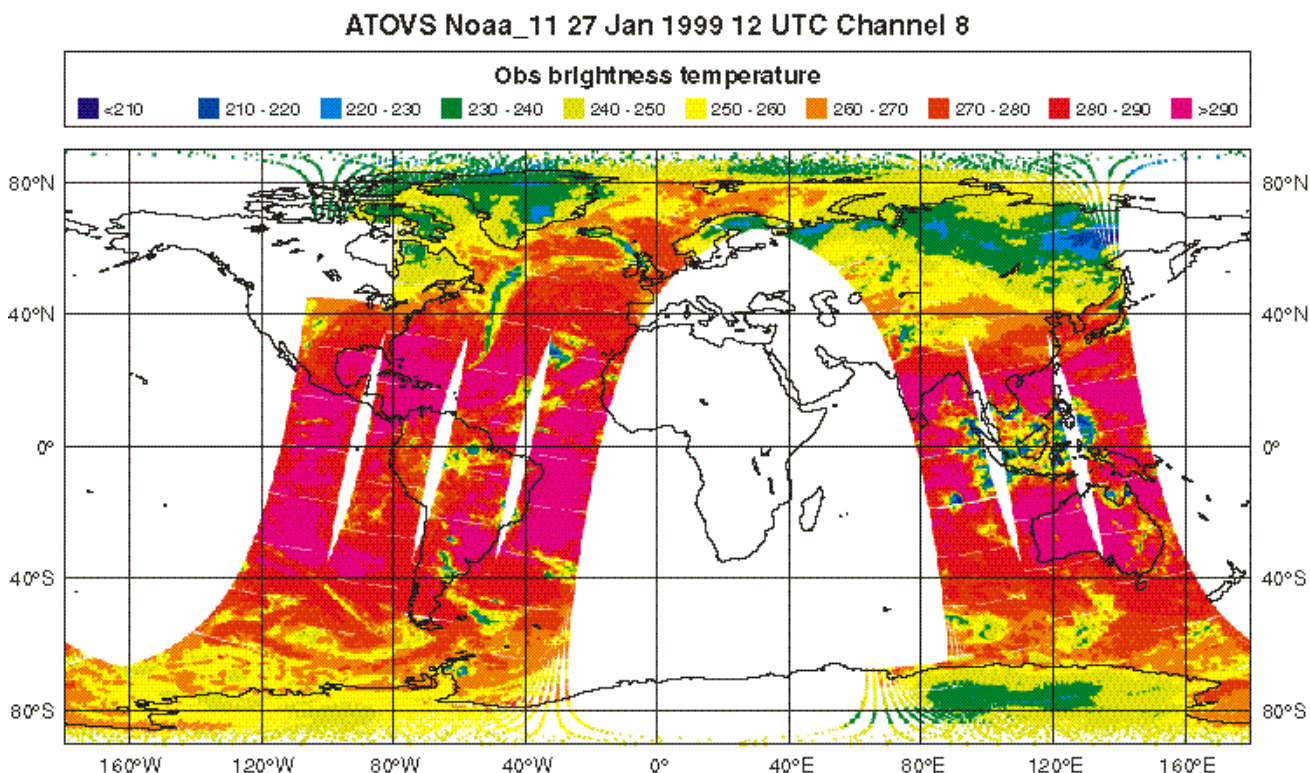 ATOVS Noaa_11 27 Jan 1999 12 UTC Channel 8
Obs brightness temperature
<210 210 - 220 220 - 230 230 - 240 240 - 250 250 - 260 260 - 270 270 - 280 280 - 290 >290
80°N 80°N
40°N 40°N
0° 0°
40°S 40°S
80°S 80°S
160°W 120°W 80°W 40°W 0° 40°E 80°E 120°E 160°E